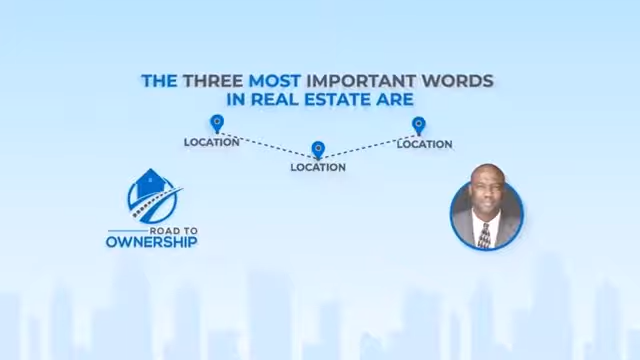 THE THREE MOST IMPORTANT WORDS
IN REAL ESTATE ARE
LOCATION
LOCATION
LOCATION
ROAD TO
OWNERSHIP